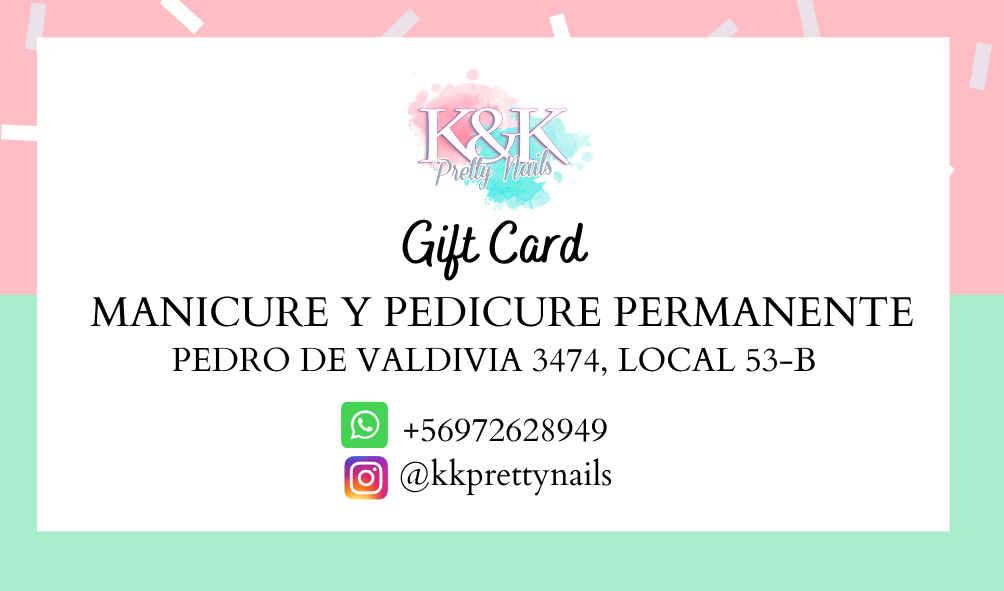 K&K
Pretty Nails
Gift Card
MANICURE Y PEDICURE PERMANENTE
PEDRO DE VALDIVIA 3474, LOCAL 53-B
+56972628949
@kkprettynails